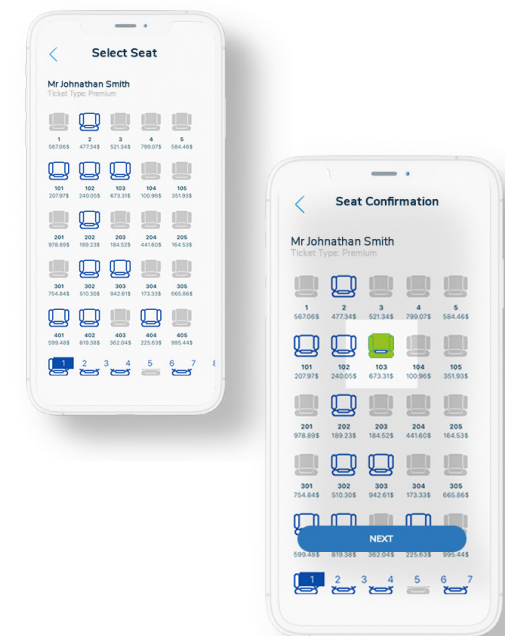 Select Seat
Mr Johnathan Smith
Ticket Type: Premium
1 2 3 4 5
567.06$ 477.34$ 521.34$ 799.07$ 584.46$
101 102 103 104 105
207.97$ 240.05$ 673.31$ 100.96$ 351.93$
201 202 203 204 205
978.89$ 189.23$ 184.52$ 441.60$ 164.53$
301 302 303 304 305
754.84$ 510.30$ 942.61$ 173.33$ 665.86$
401 402 403 404 405
599.48$ 819.38$ 362.04$ 225.63$ 995.44$
1 2 3 4 5 6 7
Seat Confirmation
Mr Johnathan Smith
Ticket Type: Premium
1 2 3 4 5
567.06$ 477.34$ 521.34$ 799.07$ 584.46$
101 102 103 104 105
207.97$ 240.05$ 673.31$ 100.96$ 351.93$
201 202 203 204 205
978.89$ 189.23$ 184.52$ 441.60$ 164.53$
301 302 303 304 305
754.84$ 510.30$ 942.61$ 173.33$ 665.86$
NEXT
599.48$ 819.38$ 362.04$ 225.63$ 995.44$
1 2 3 4 5 6 7